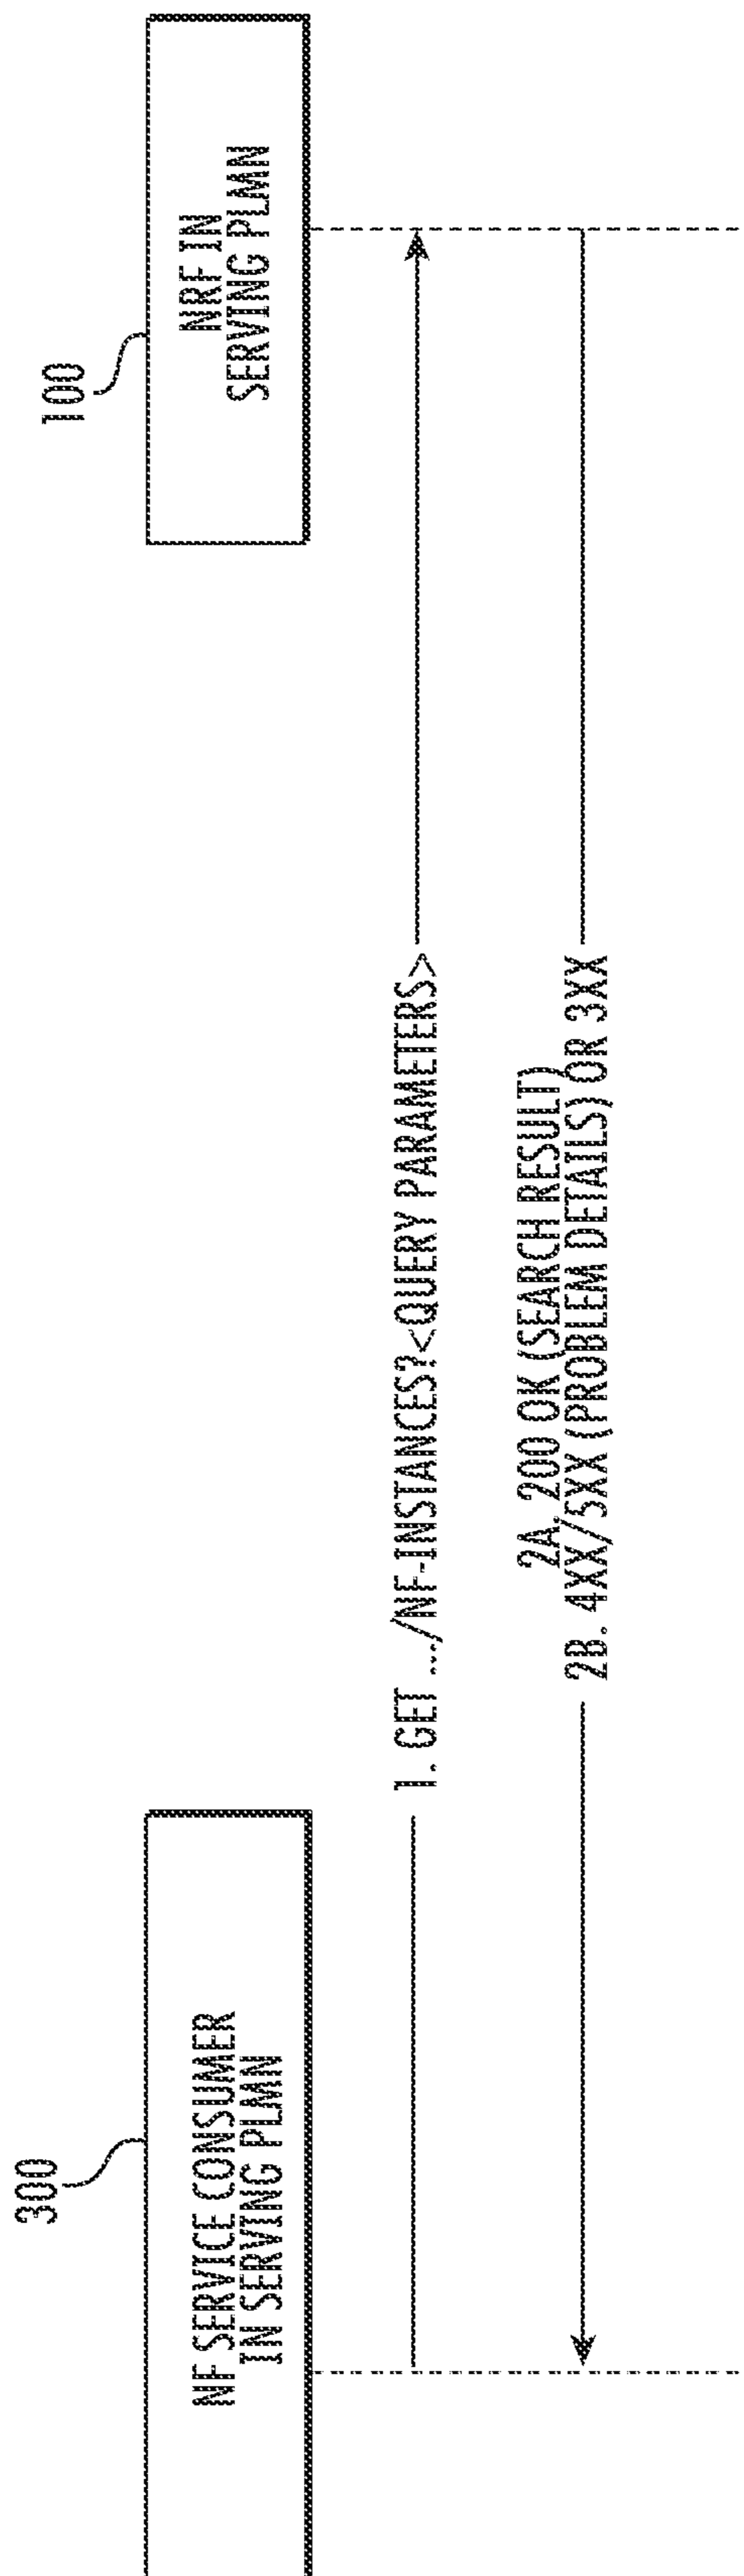 300
NF SERVICE CONSUMER
IN SERVING PLMN
100
NRF IN
SERVING PLMN
1. GET .../NF-INSTANCES?<QUERY PARAMETERS>
2A. 200 OK (SEARCH RESULT)
2B. 4XX/5XX (PROBLEM DETAILS) OR 3XX